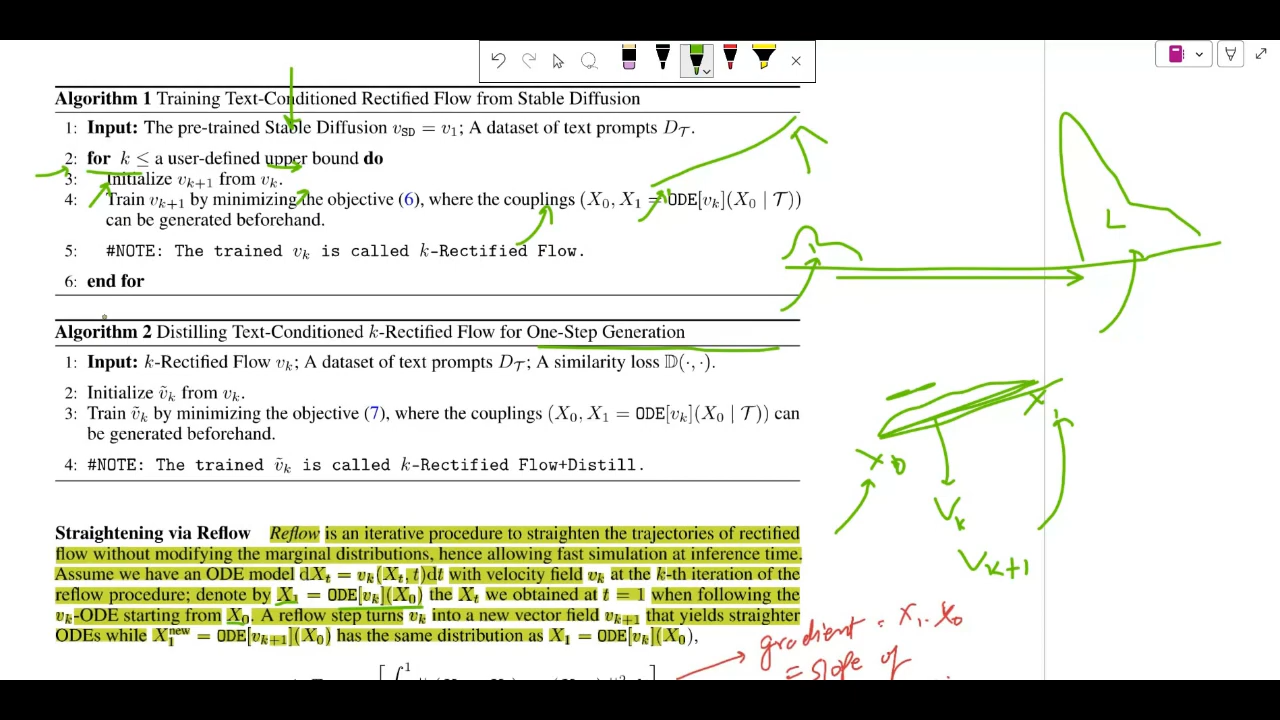 Algorithm 1 Training Text-Conditioned Rectified Flow from Stable Diffusion
1: Input: The pre-trained Stable Diffusion v_SD = v_1; A dataset of text prompts D_𝒯.
2: for k ≤ a user-defined upper bound do
3: Initialize v_{k+1} from v_k.
4: Train v_{k+1} by minimizing the objective (6), where the couplings (X_0, X_1 = ODE[v_k](X_0 | 𝒯))
can be generated beforehand.
5: #NOTE: The trained v_k is called k-Rectified Flow.
6: end for
L
Algorithm 2 Distilling Text-Conditioned k-Rectified Flow for One-Step Generation
1: Input: k-Rectified Flow v_k; A dataset of text prompts D_𝒯; A similarity loss 𝔻(·, ·).
2: Initialize ṽ_k from v_k.
3: Train ṽ_k by minimizing the objective (7), where the couplings (X_0, X_1 = ODE[v_k](X_0 | 𝒯)) can
be generated beforehand.
4: #NOTE: The trained ṽ_k is called k-Rectified Flow+Distill.
X_1
X_0
V_k
V_{k+1}
Straightening via Reflow Reflow is an iterative procedure to straighten the trajectories of rectified
flow without modifying the marginal distributions, hence allowing fast simulation at inference time.
Assume we have an ODE model dX_t = v_k(X_t, t)dt with velocity field v_k at the k-th iteration of the
reflow procedure; denote by X_1 = ODE[v_k](X_0) the X_t we obtained at t = 1 when following the
v_k-ODE starting from X_0. A reflow step turns v_k into a new vector field v_{k+1} that yields straighter
ODEs while X_1^new = ODE[v_{k+1}](X_0) has the same distribution as X_1 = ODE[v_k](X_0),
gradient = X_1 - X_0
= slope of